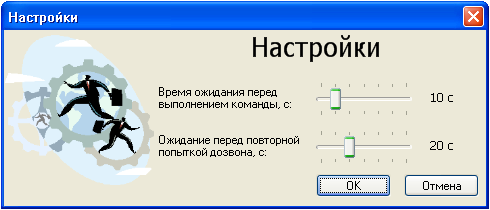 Настройки
Настройки
Время ожидания перед
выполнением команды, с:
10 с
Ожидание перед повторной
попыткой дозвона, с:
20 с
OK
Отмена